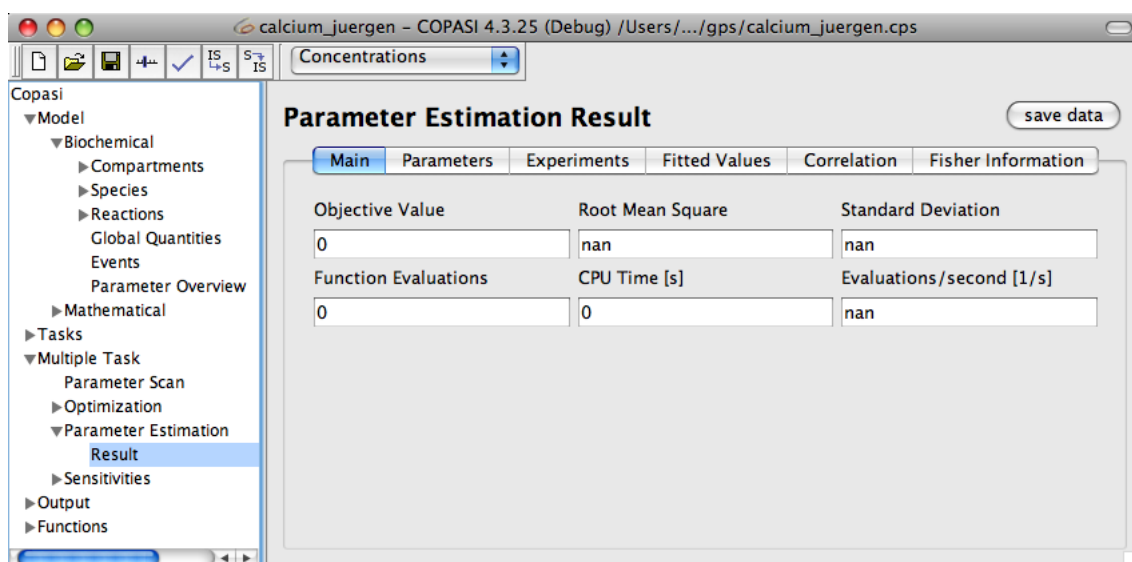 calcium_juergen – COPASI 4.3.25 (Debug) /Users/.../gps/calcium_juergen.cps
IS S IS Concentrations
Copasi
Model
Biochemical
Compartments
Species
Reactions
Global Quantities
Events
Parameter Overview
Mathematical
Tasks
Multiple Task
Parameter Scan
Optimization
Parameter Estimation
Result
Sensitivities
Output
Functions
Parameter Estimation Result save data
Main Parameters Experiments Fitted Values Correlation Fisher Information
Objective Value Root Mean Square Standard Deviation
0 nan nan
Function Evaluations CPU Time [s] Evaluations/second [1/s]
0 0 nan